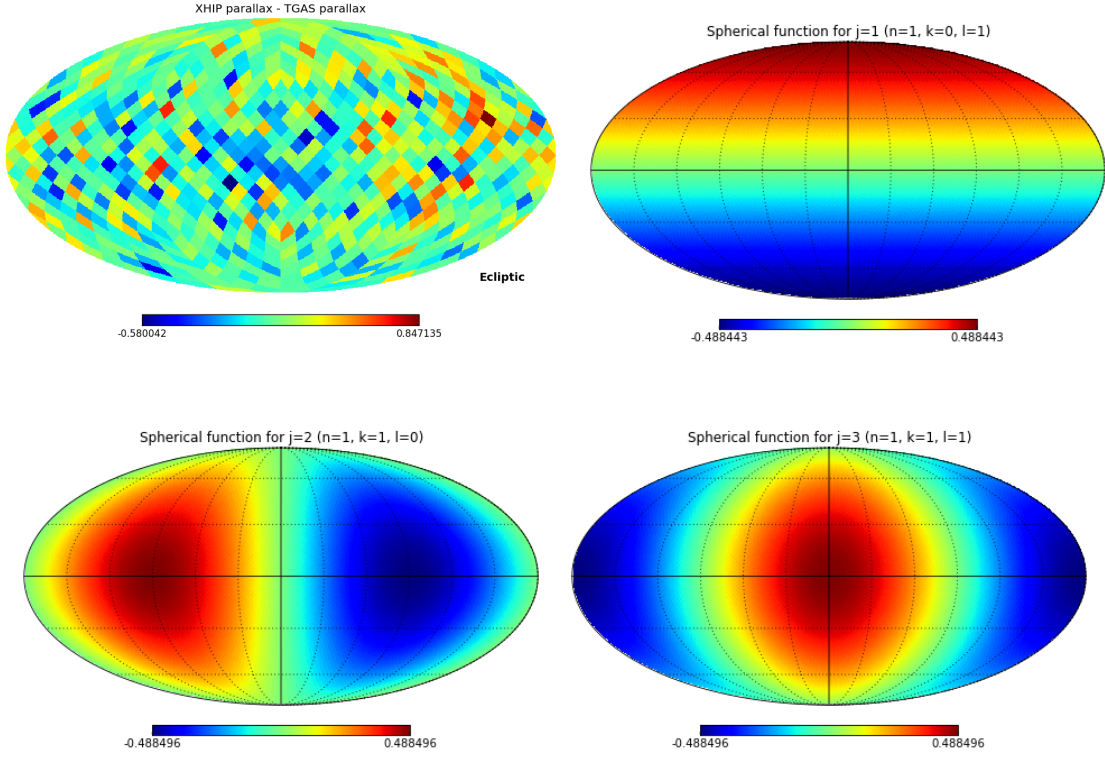 XHIP parallax - TGAS parallax
Ecliptic
-0.580042 0.847135
Spherical function for j=1 (n=1, k=0, l=1)
-0.488443 0.488443
Spherical function for j=2 (n=1, k=1, l=0)
-0.488496 0.488496
Spherical function for j=3 (n=1, k=1, l=1)
-0.488496 0.488496